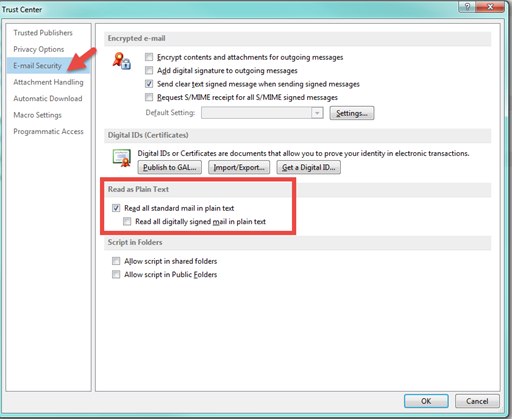 Trust Center
Trusted Publishers
Privacy Options
E-mail Security
Attachment Handling
Automatic Download
Macro Settings
Programmatic Access
Encrypted e-mail
Encrypt contents and attachments for outgoing messages
Add digital signature to outgoing messages
Send clear text signed message when sending signed messages
Request S/MIME receipt for all S/MIME signed messages
Default Setting:
Settings...
Digital IDs (Certificates)
Digital IDs or Certificates are documents that allow you to prove your identity in electronic transactions.
Publish to GAL... Import/Export... Get a Digital ID...
Read as Plain Text
Read all standard mail in plain text
Read all digitally signed mail in plain text
Script in Folders
Allow script in shared folders
Allow script in Public Folders
OK Cancel